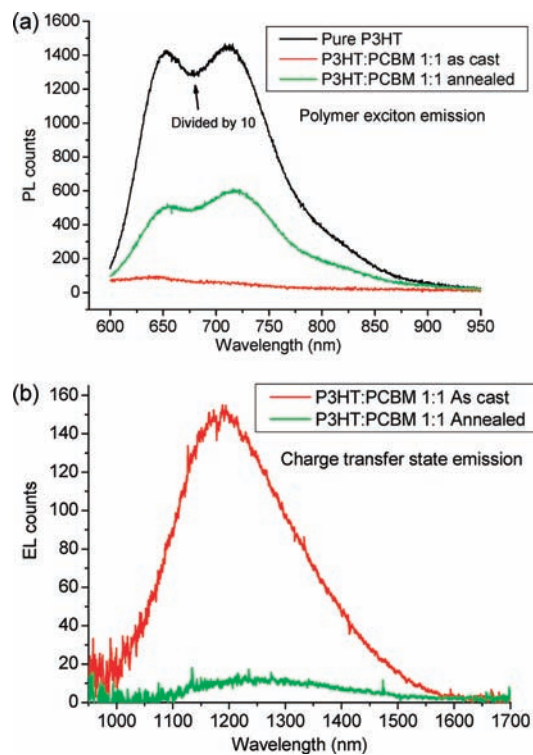 (a)
Pure P3HT
P3HT:PCBM 1:1 as cast
P3HT:PCBM 1:1 annealed
Polymer exciton emission
Divided by 10
PL counts
1600
1400
1200
1000
800
600
400
200
0
600 650 700 750 800 850 900 950
Wavelength (nm)
(b)
P3HT:PCBM 1:1 As cast
P3HT:PCBM 1:1 Annealed
Charge transfer state emission
EL counts
160
140
120
100
80
60
40
20
0
1000 1100 1200 1300 1400 1500 1600 1700
Wavelength (nm)